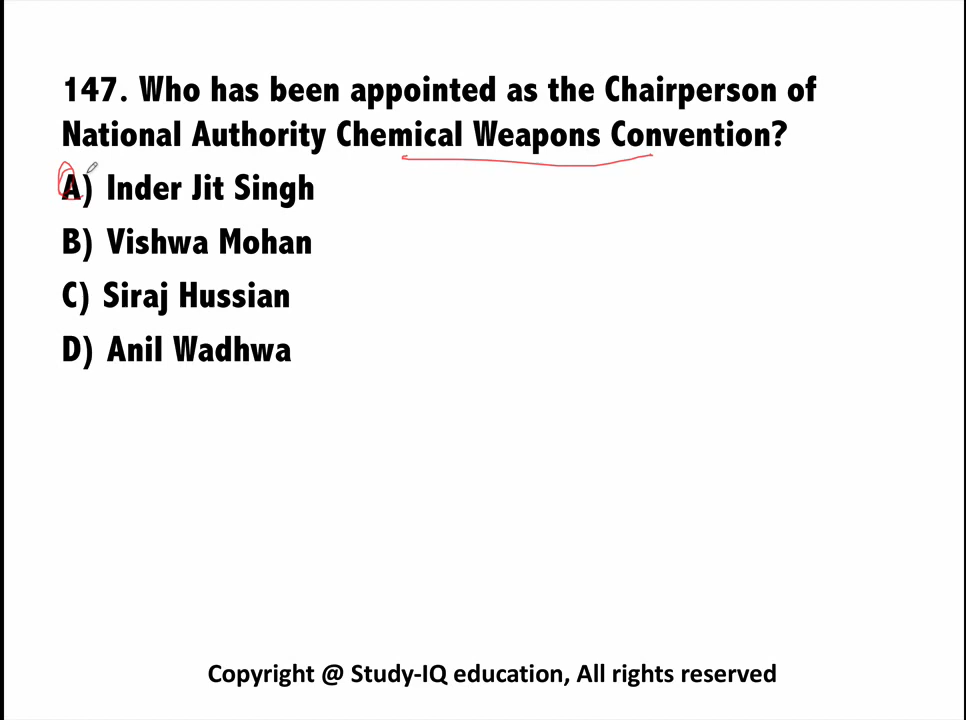 147. Who has been appointed as the Chairperson of
National Authority Chemical Weapons Convention?
A) Inder Jit Singh
B) Vishwa Mohan
C) Siraj Hussian
D) Anil Wadhwa
Copyright @ Study-IQ education, All rights reserved